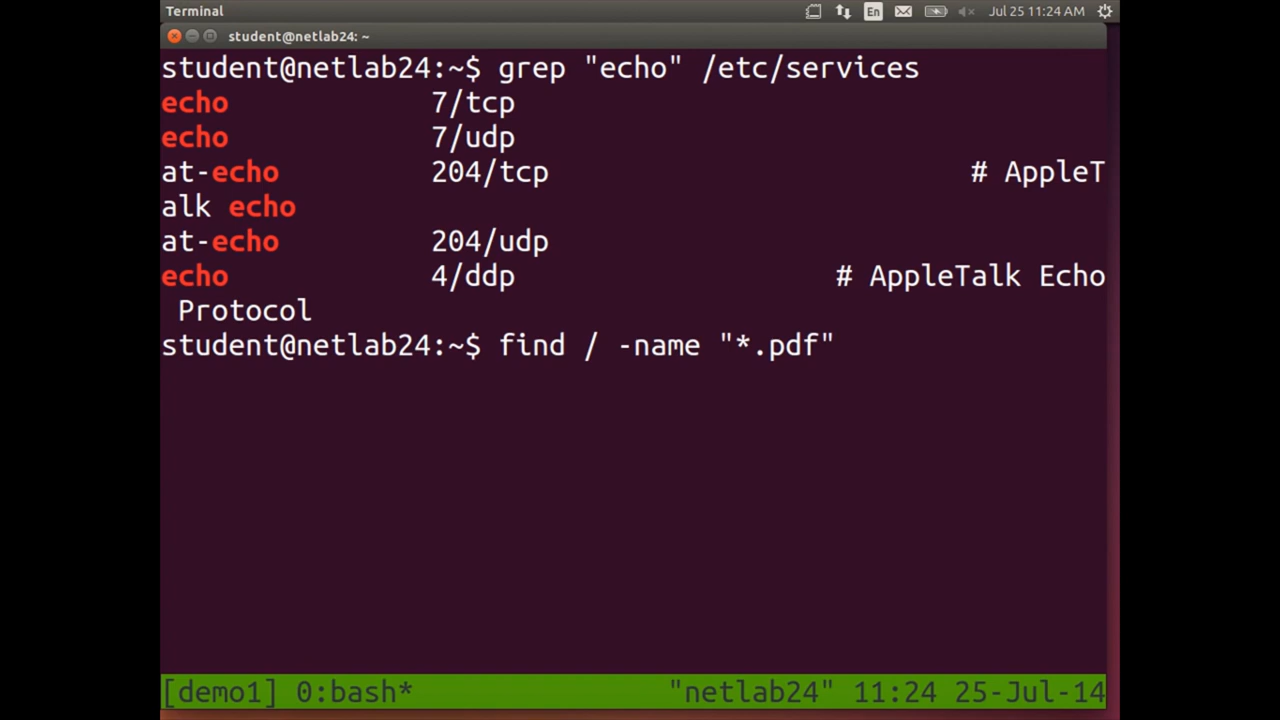 Terminal
En
Jul 25 11:24 AM
student@netlab24: ~
student@netlab24:~$ grep "echo" /etc/services
echo 7/tcp
echo 7/udp
at-echo 204/tcp # AppleT
alk echo
at-echo 204/udp
echo 4/ddp # AppleTalk Echo
Protocol
student@netlab24:~$ find / -name "*.pdf"
[demo1] 0:bash* "netlab24" 11:24 25-Jul-14